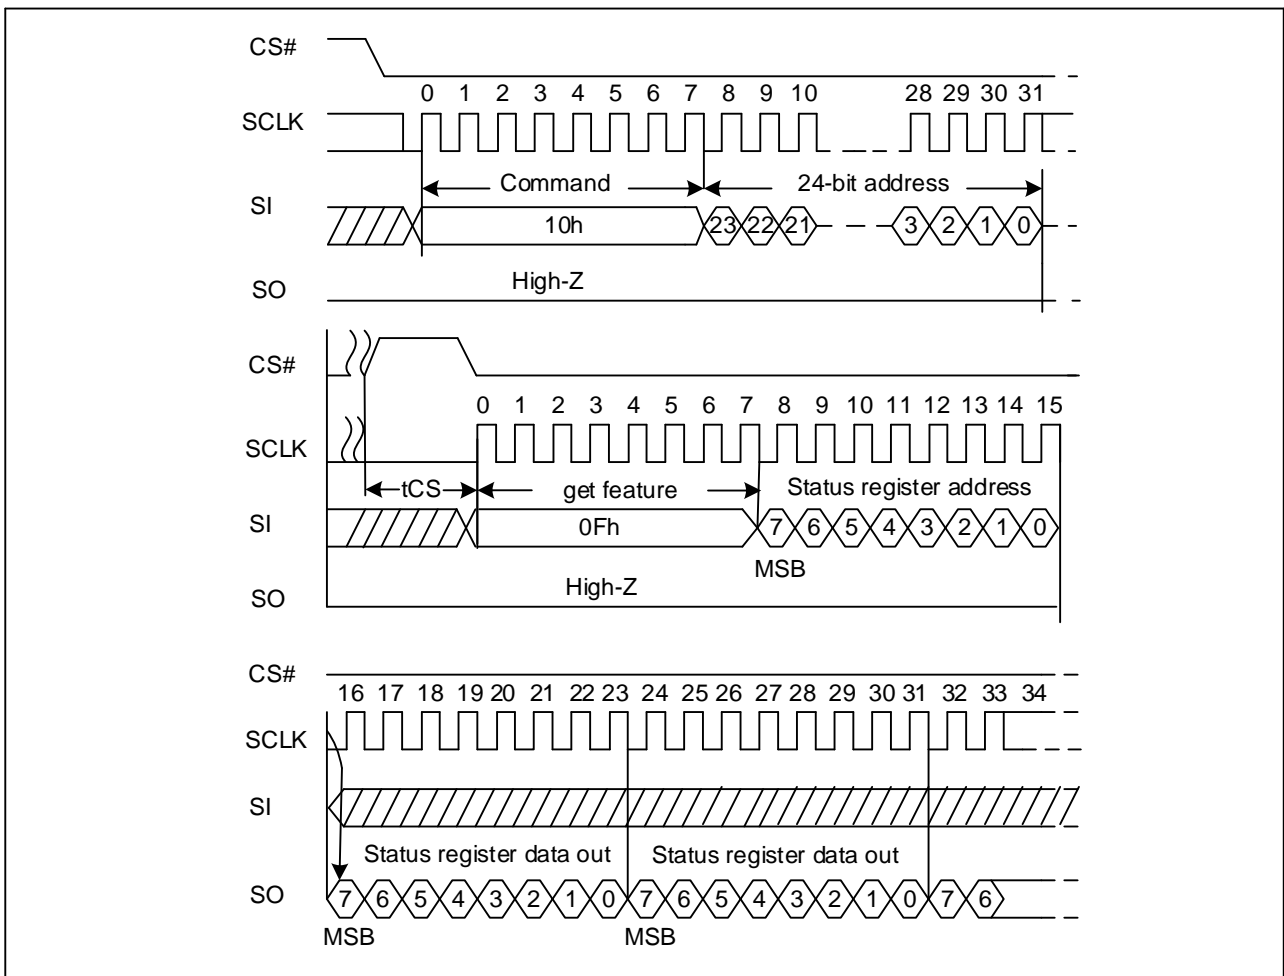 CS#
0 1 2 3 4 5 6 7 8 9 10 28 29 30 31
SCLK
Command 24-bit address
SI
10h 23 22 21 3 2 1 0
High-Z
SO
CS#
0 1 2 3 4 5 6 7 8 9 10 11 12 13 14 15
SCLK
tCS get feature Status register address
SI
0Fh 7 6 5 4 3 2 1 0
MSB
High-Z
SO
CS#
16 17 18 19 20 21 22 23 24 25 26 27 28 29 30 31 32 33 34
SCLK
SI
Status register data out Status register data out
SO
7 6 5 4 3 2 1 0 7 6 5 4 3 2 1 0 7 6
MSB MSB